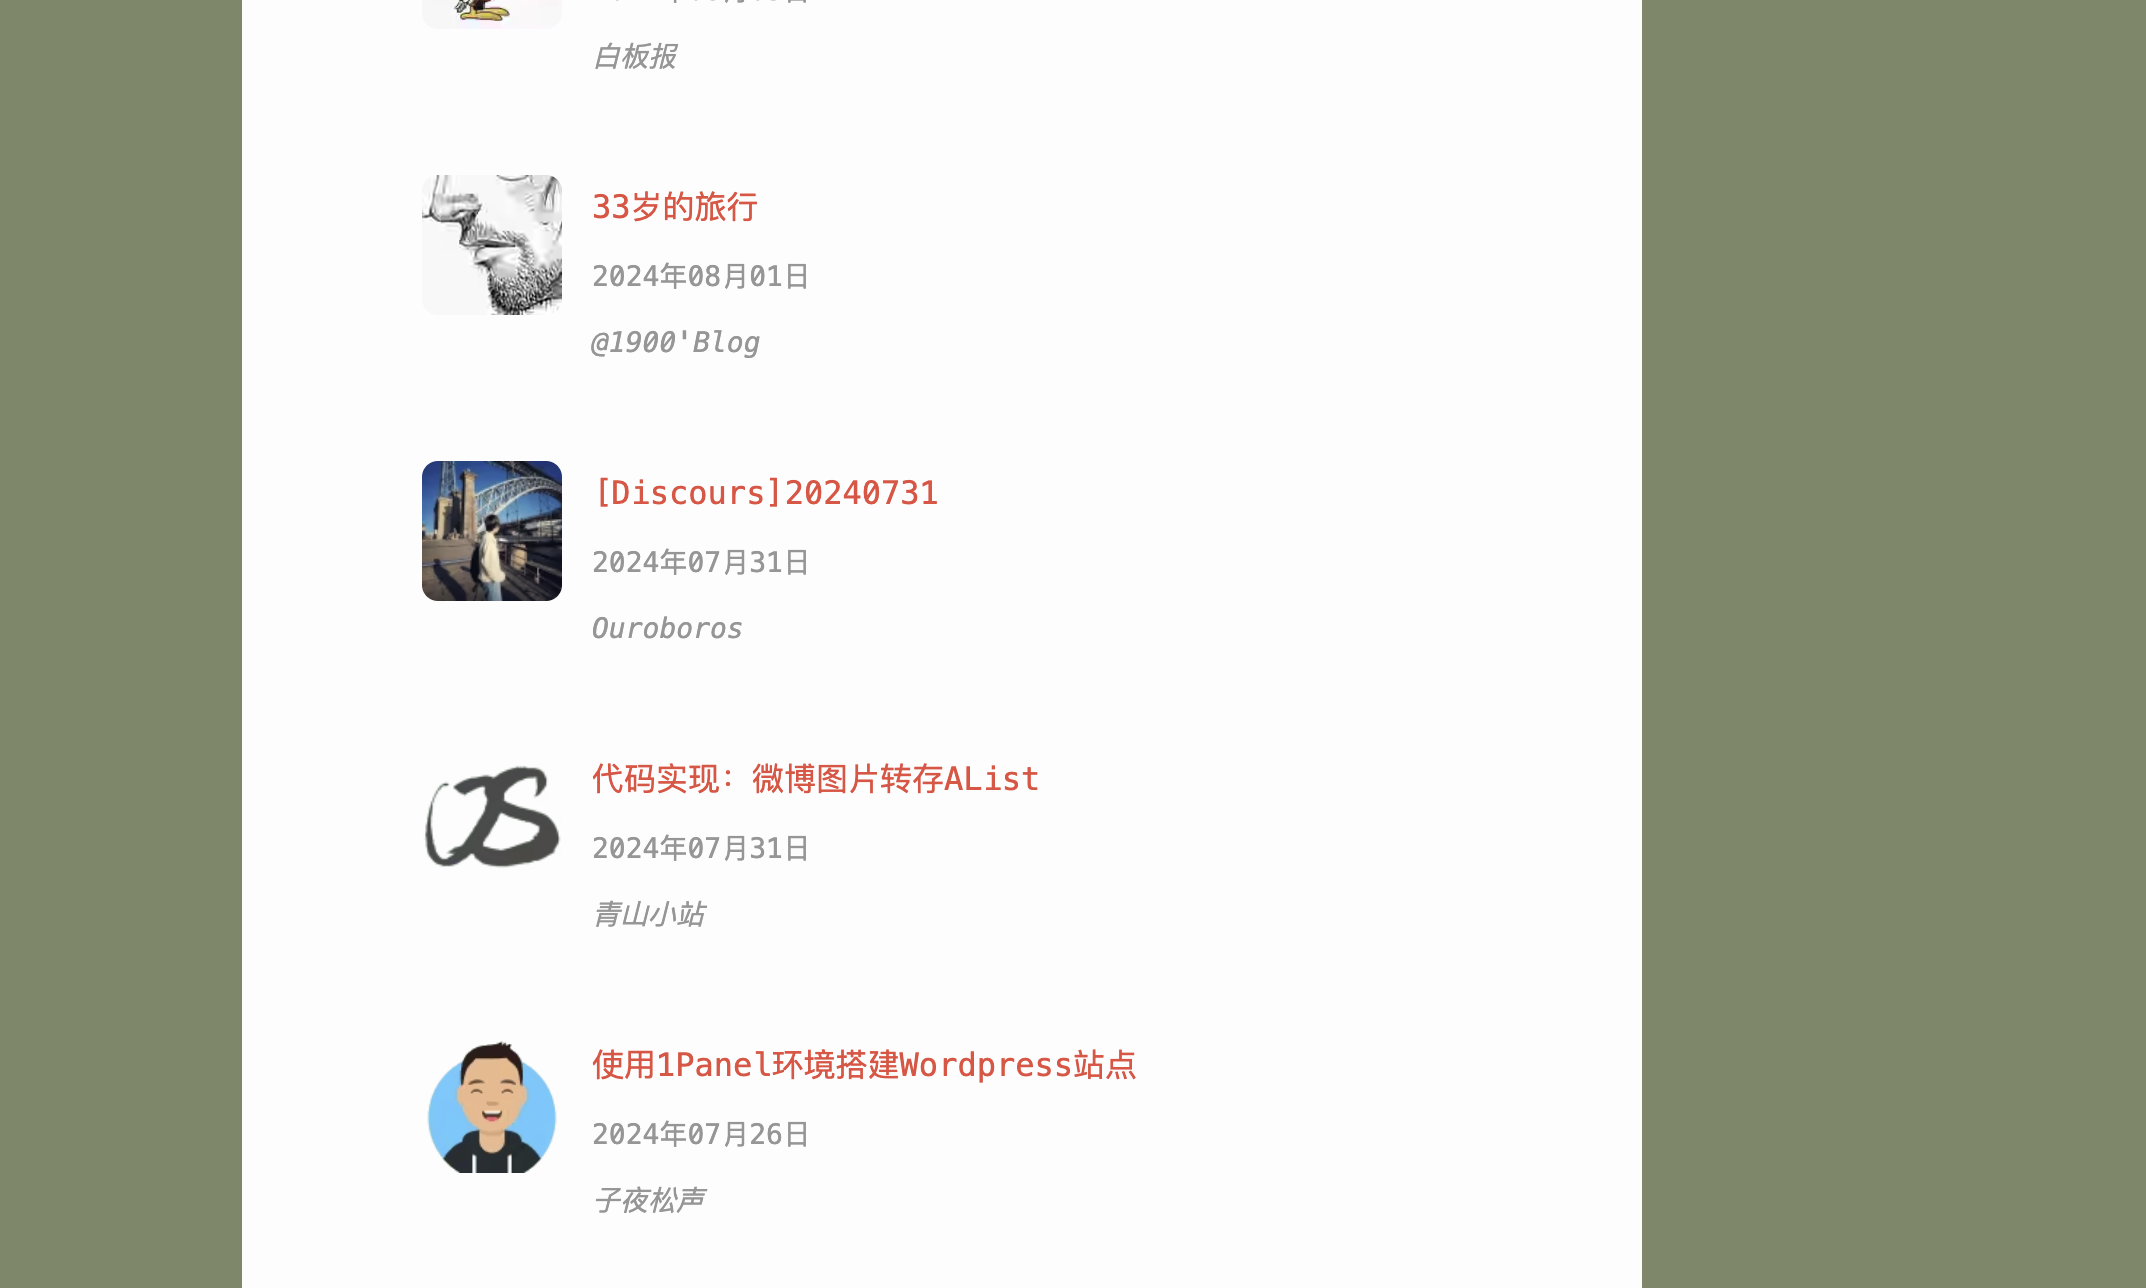 白板报
33岁的旅行
2024年08月01日
@1900'Blog
[Discours]20240731
2024年07月31日
Ouroboros
代码实现：微博图片转存AList
2024年07月31日
青山小站
使用1Panel环境搭建Wordpress站点
2024年07月26日
子夜松声